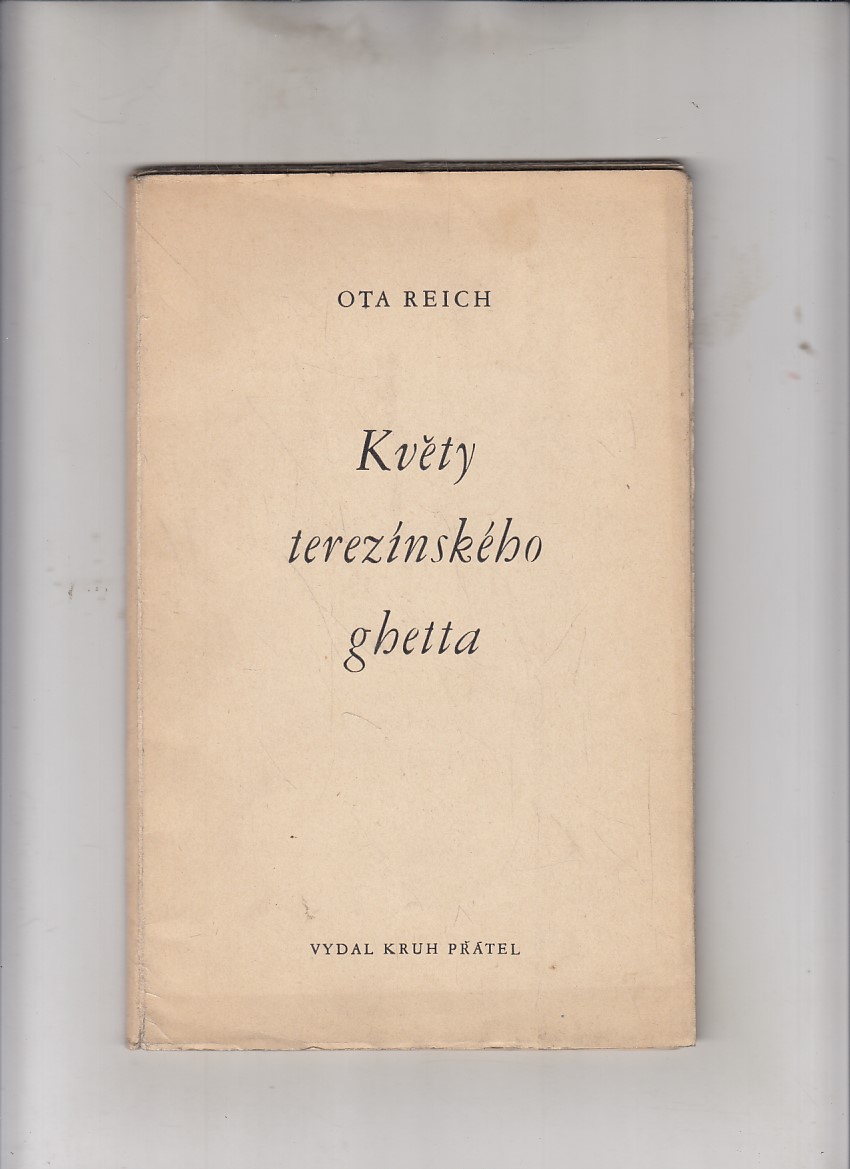 OTA REICH
Květy
terezínského
ghetta
VYDAL KRUH PŘÁTEL